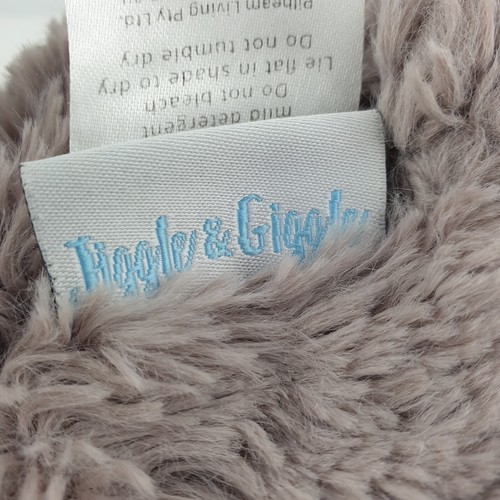 mild detergent
Do not bleach
Lie flat in shade to dry
Do not tumble dry
Pilbeam Living Pty Ltd.
Jiggle & Giggle